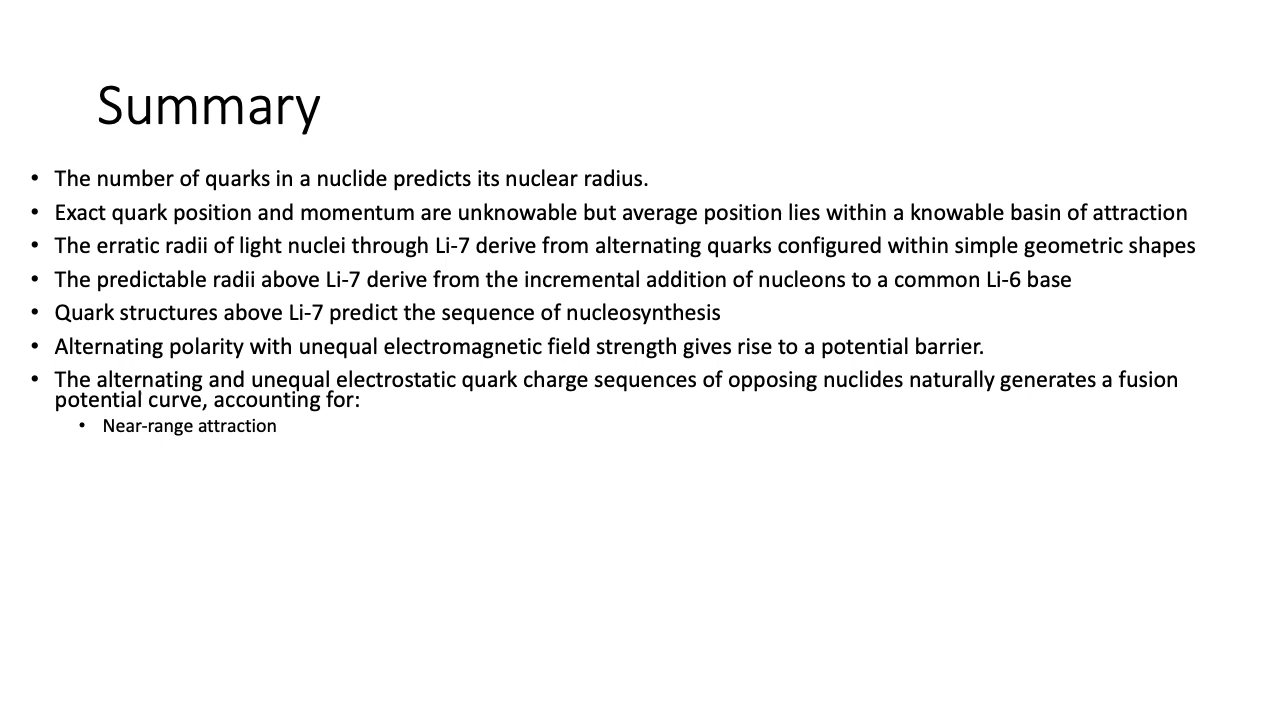 Summary
• The number of quarks in a nuclide predicts its nuclear radius.
• Exact quark position and momentum are unknowable but average position lies within a knowable basin of attraction
• The erratic radii of light nuclei through Li-7 derive from alternating quarks configured within simple geometric shapes
• The predictable radii above Li-7 derive from the incremental addition of nucleons to a common Li-6 base
• Quark structures above Li-7 predict the sequence of nucleosynthesis
• Alternating polarity with unequal electromagnetic field strength gives rise to a potential barrier.
• The alternating and unequal electrostatic quark charge sequences of opposing nuclides naturally generates a fusion
potential curve, accounting for:
• Near-range attraction